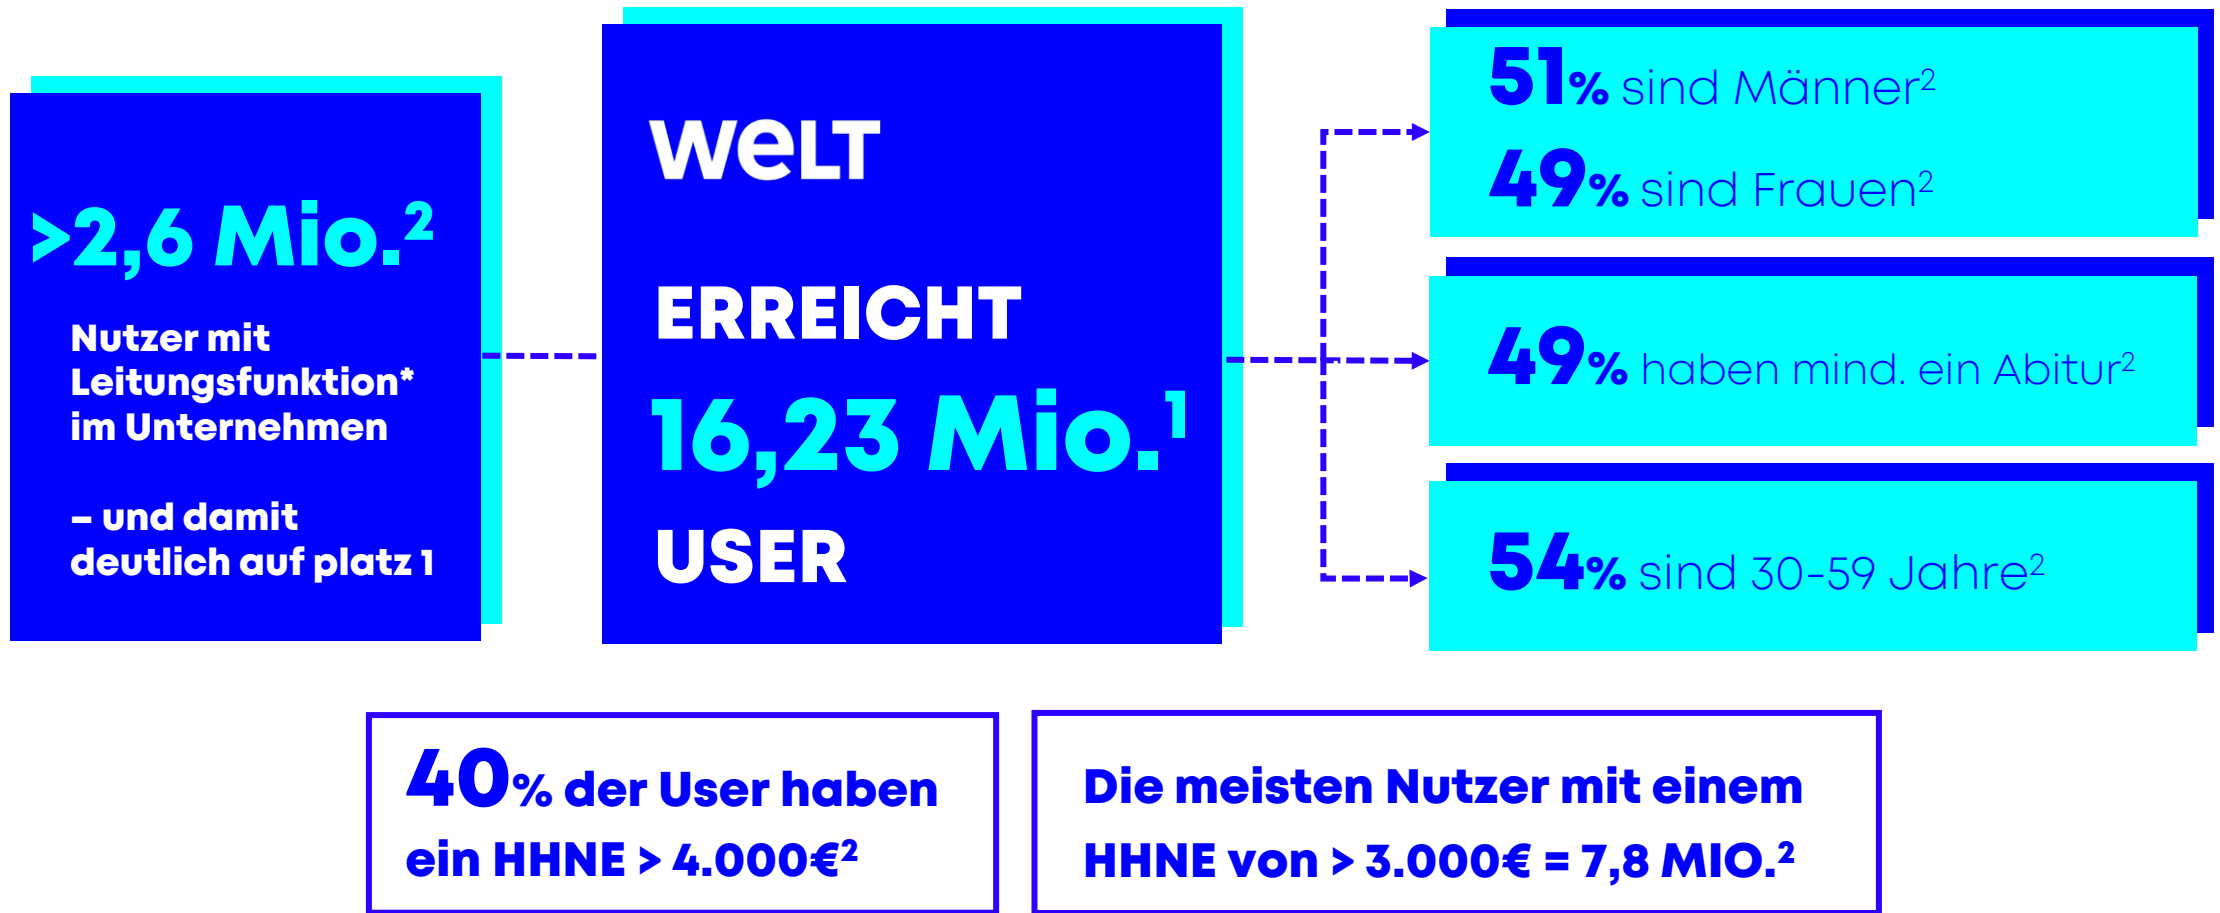 >2,6 Mio.²
Nutzer mit
Leitungsfunktion*
im Unternehmen
– und damit
deutlich auf platz 1
WELT
ERREICHT
16,23 Mio.¹
USER
51% sind Männer²
49% sind Frauen²
49% haben mind. ein Abitur²
54% sind 30-59 Jahre²
40% der User haben
ein HHNE > 4.000€²
Die meisten Nutzer mit einem
HHNE von > 3.000€ = 7,8 MIO.²